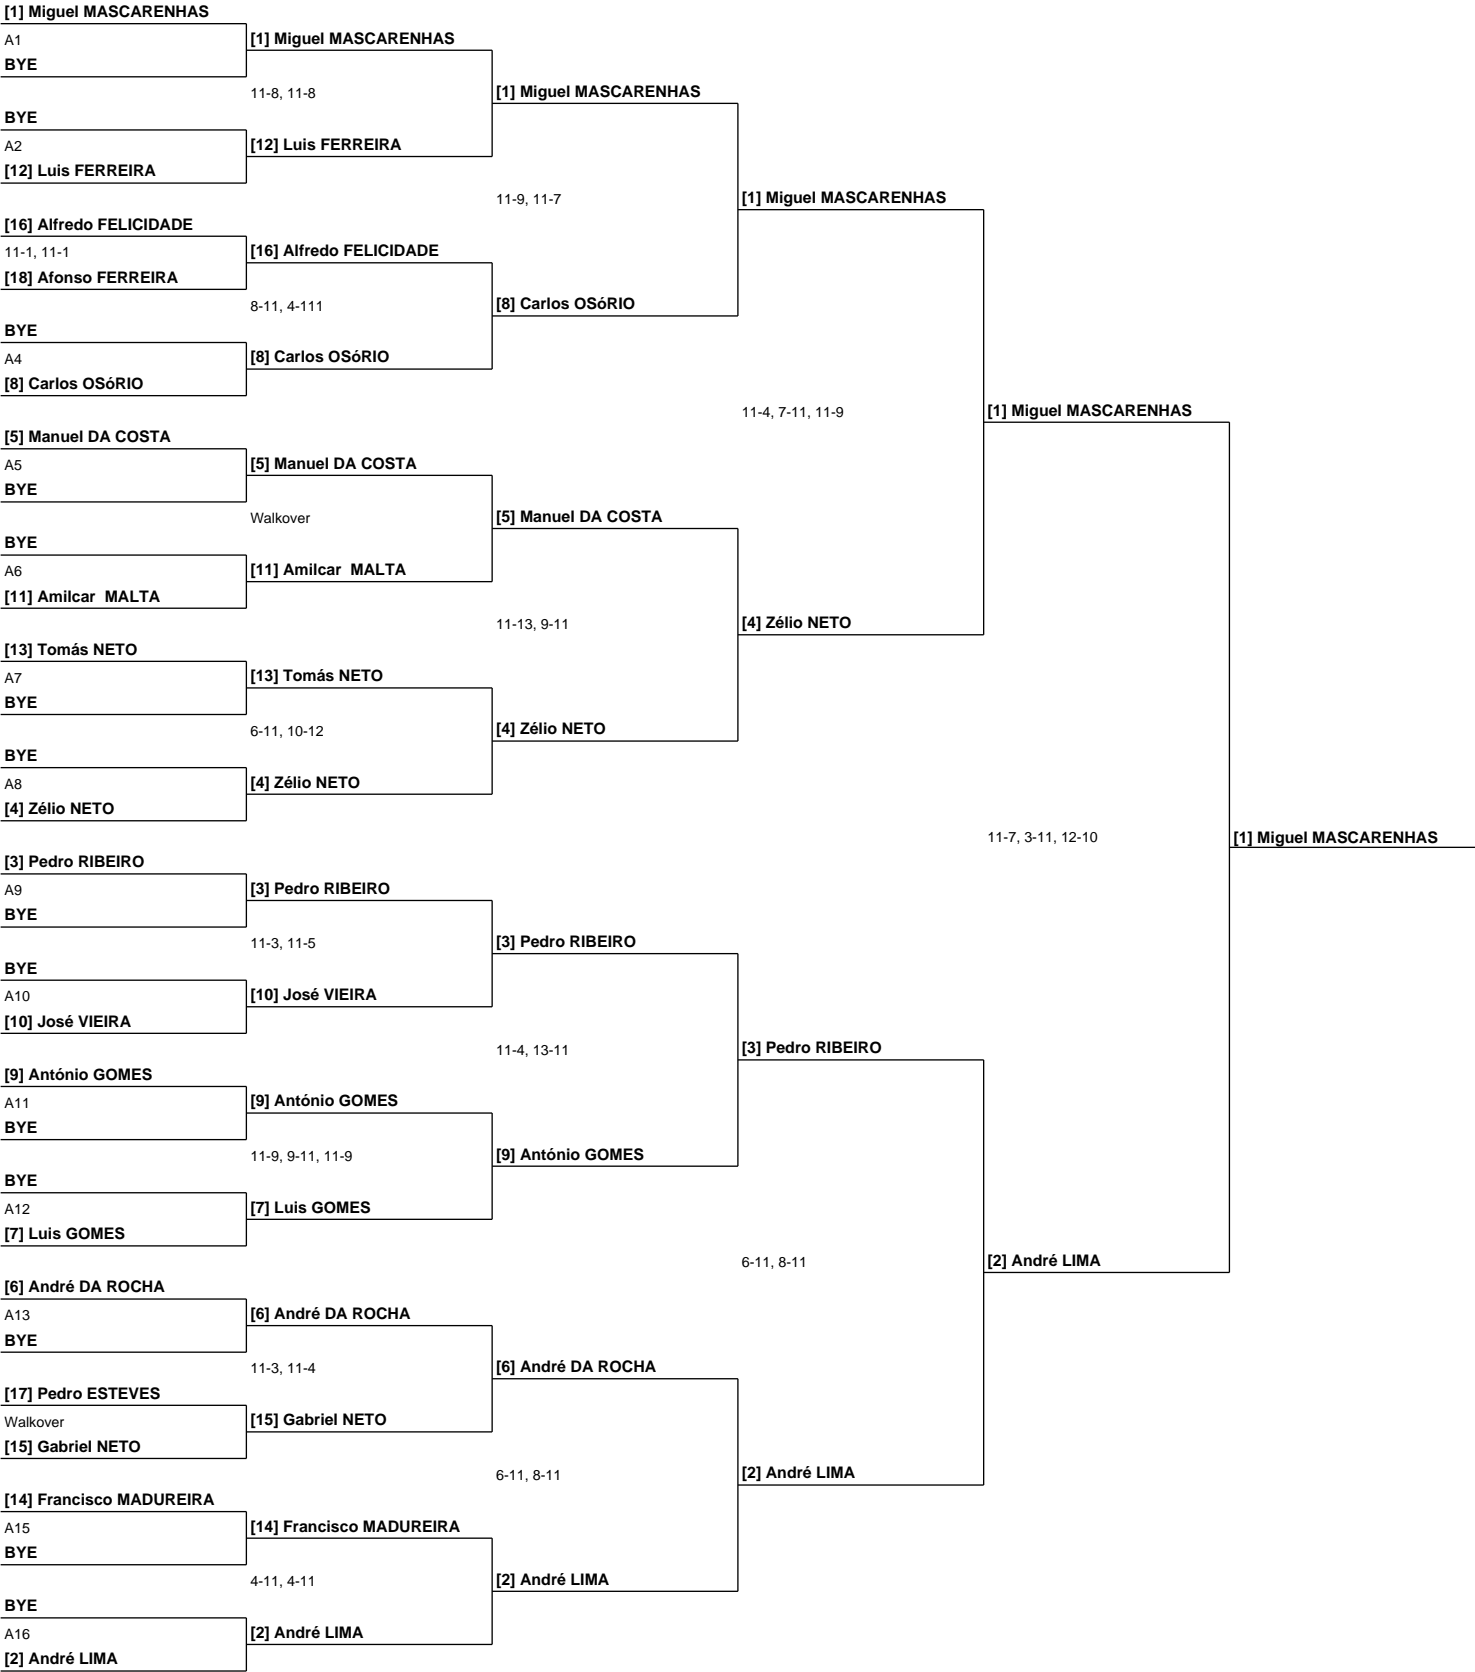 [1] Miguel MASCARENHAS
A1
BYE
BYE
A2
[12] Luis FERREIRA
[16] Alfredo FELICIDADE
11-1, 11-1
[18] Afonso FERREIRA
BYE
A4
[8] Carlos OSóRIO
[5] Manuel DA COSTA
A5
BYE
BYE
A6
[11] Amilcar  MALTA
[13] Tomás NETO
A7
BYE
BYE
A8
[4] Zélio NETO
[3] Pedro RIBEIRO
A9
BYE
BYE
A10
[10] José VIEIRA
[9] António GOMES
A11
BYE
BYE
A12
[7] Luis GOMES
[6] André DA ROCHA
A13
BYE
[17] Pedro ESTEVES
Walkover
[15] Gabriel NETO
[14] Francisco MADUREIRA
A15
BYE
BYE
A16
[2] André LIMA
[1] Miguel MASCARENHAS
11-8, 11-8
[12] Luis FERREIRA
[16] Alfredo FELICIDADE
8-11, 4-111
[8] Carlos OSóRIO
[5] Manuel DA COSTA
Walkover
[11] Amilcar  MALTA
[13] Tomás NETO
6-11, 10-12
[4] Zélio NETO
[3] Pedro RIBEIRO
11-3, 11-5
[10] José VIEIRA
[9] António GOMES
11-9, 9-11, 11-9
[7] Luis GOMES
[6] André DA ROCHA
11-3, 11-4
[15] Gabriel NETO
[14] Francisco MADUREIRA
4-11, 4-11
[2] André LIMA
[1] Miguel MASCARENHAS
11-9, 11-7
[8] Carlos OSóRIO
[5] Manuel DA COSTA
11-13, 9-11
[4] Zélio NETO
[3] Pedro RIBEIRO
11-4, 13-11
[9] António GOMES
[6] André DA ROCHA
6-11, 8-11
[2] André LIMA
[1] Miguel MASCARENHAS
11-4, 7-11, 11-9
[4] Zélio NETO
[3] Pedro RIBEIRO
6-11, 8-11
[2] André LIMA
[1] Miguel MASCARENHAS
11-7, 3-11, 12-10
[2] André LIMA
[1] Miguel MASCARENHAS